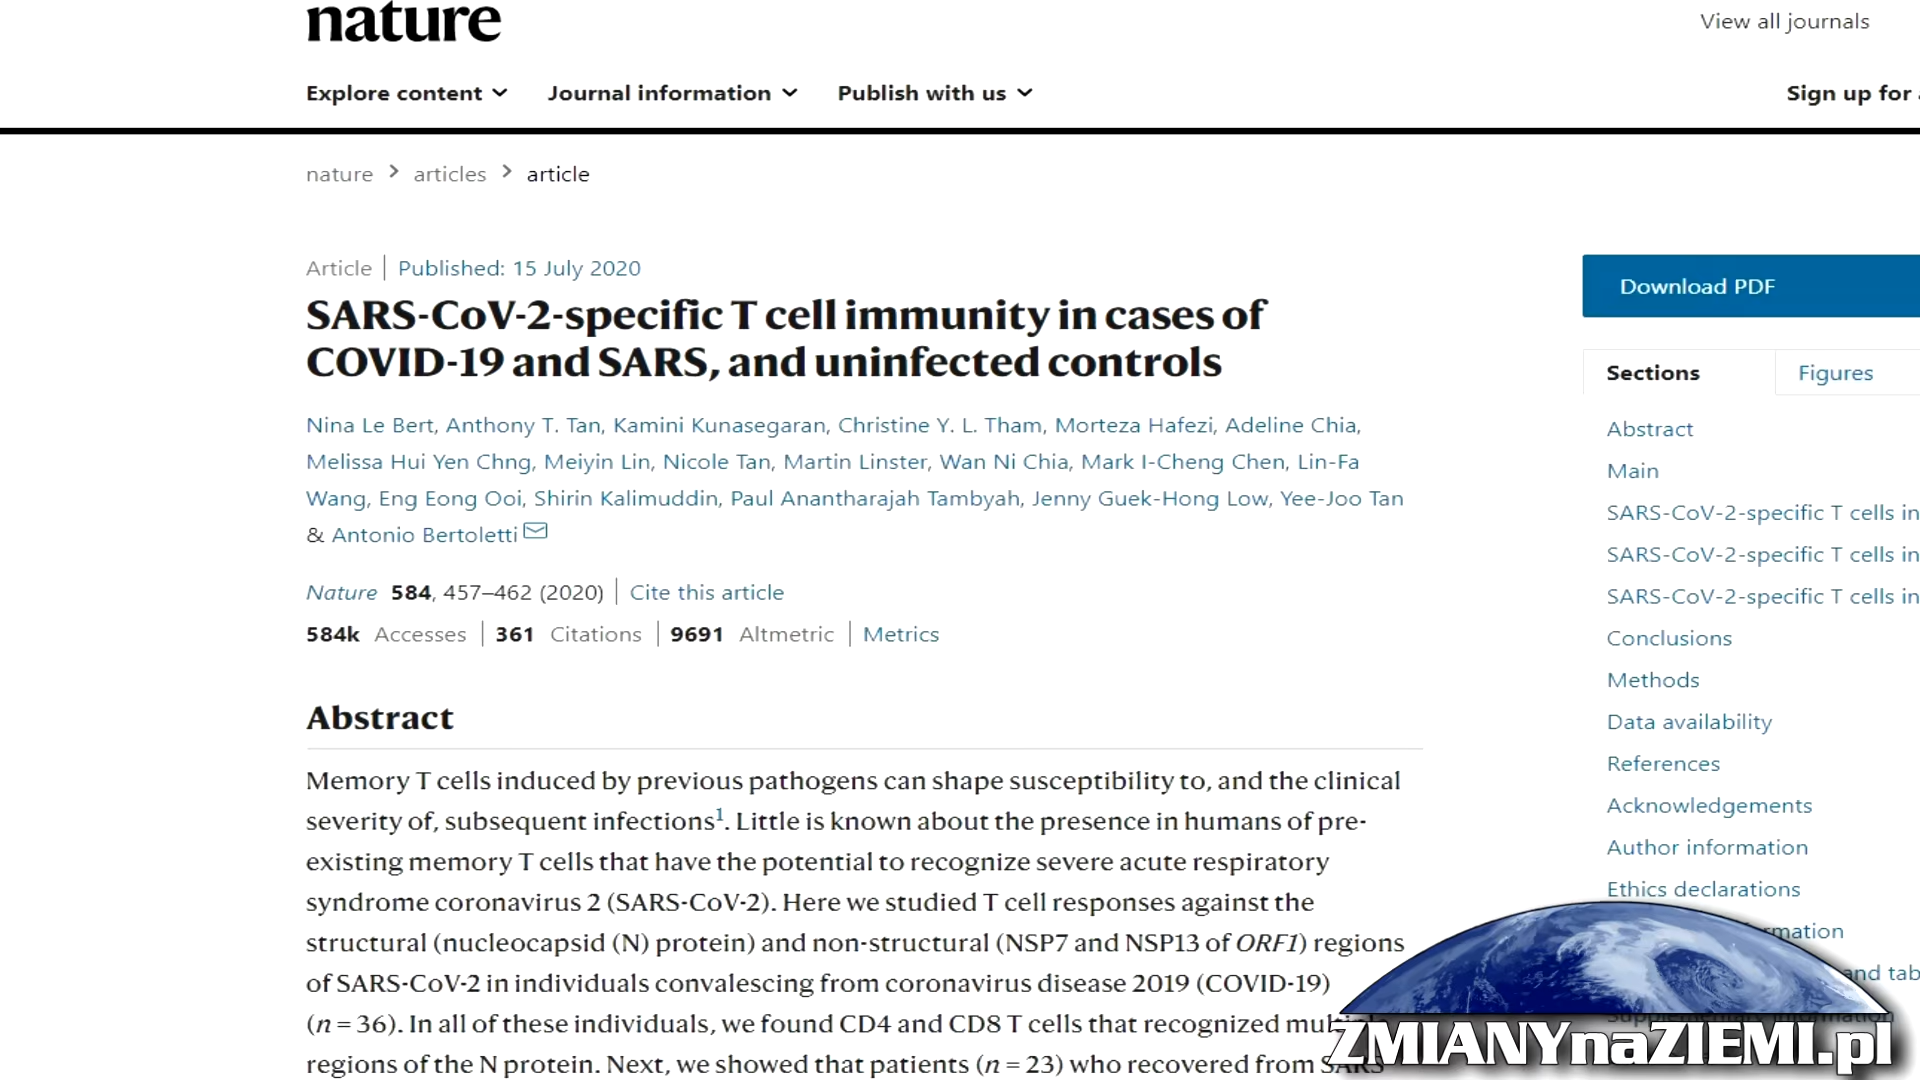 nature
View all journals
Explore content
Journal information
Publish with us
Sign up for
nature > articles > article
Article | Published: 15 July 2020
SARS-CoV-2-specific T cell immunity in cases of
COVID-19 and SARS, and uninfected controls
Nina Le Bert, Anthony T. Tan, Kamini Kunasegaran, Christine Y. L. Tham, Morteza Hafezi, Adeline Chia,
Melissa Hui Yen Chng, Meiyin Lin, Nicole Tan, Martin Linster, Wan Ni Chia, Mark I-Cheng Chen, Lin-Fa
Wang, Eng Eong Ooi, Shirin Kalimuddin, Paul Anantharajah Tambyah, Jenny Guek-Hong Low, Yee-Joo Tan
& Antonio Bertoletti
Nature 584, 457–462 (2020) | Cite this article
584k Accesses | 361 Citations | 9691 Altmetric | Metrics
Abstract
Memory T cells induced by previous pathogens can shape susceptibility to, and the clinical
severity of, subsequent infections1. Little is known about the presence in humans of pre-
existing memory T cells that have the potential to recognize severe acute respiratory
syndrome coronavirus 2 (SARS-CoV-2). Here we studied T cell responses against the
structural (nucleocapsid (N) protein) and non-structural (NSP7 and NSP13 of ORF1) regions
of SARS-CoV-2 in individuals convalescing from coronavirus disease 2019 (COVID-19)
(n = 36). In all of these individuals, we found CD4 and CD8 T cells that recognized
regions of the N protein. Next, we showed that patients (n = 23) who recovered from SARS
Download PDF
Sections
Figures
Abstract
Main
SARS-CoV-2-specific T cells in
SARS-CoV-2-specific T cells in
SARS-CoV-2-specific T cells in
Conclusions
Methods
Data availability
References
Acknowledgements
Author information
Ethics declarations
and tab
Supplementary information
ZMIANYnaZIEMI.pl